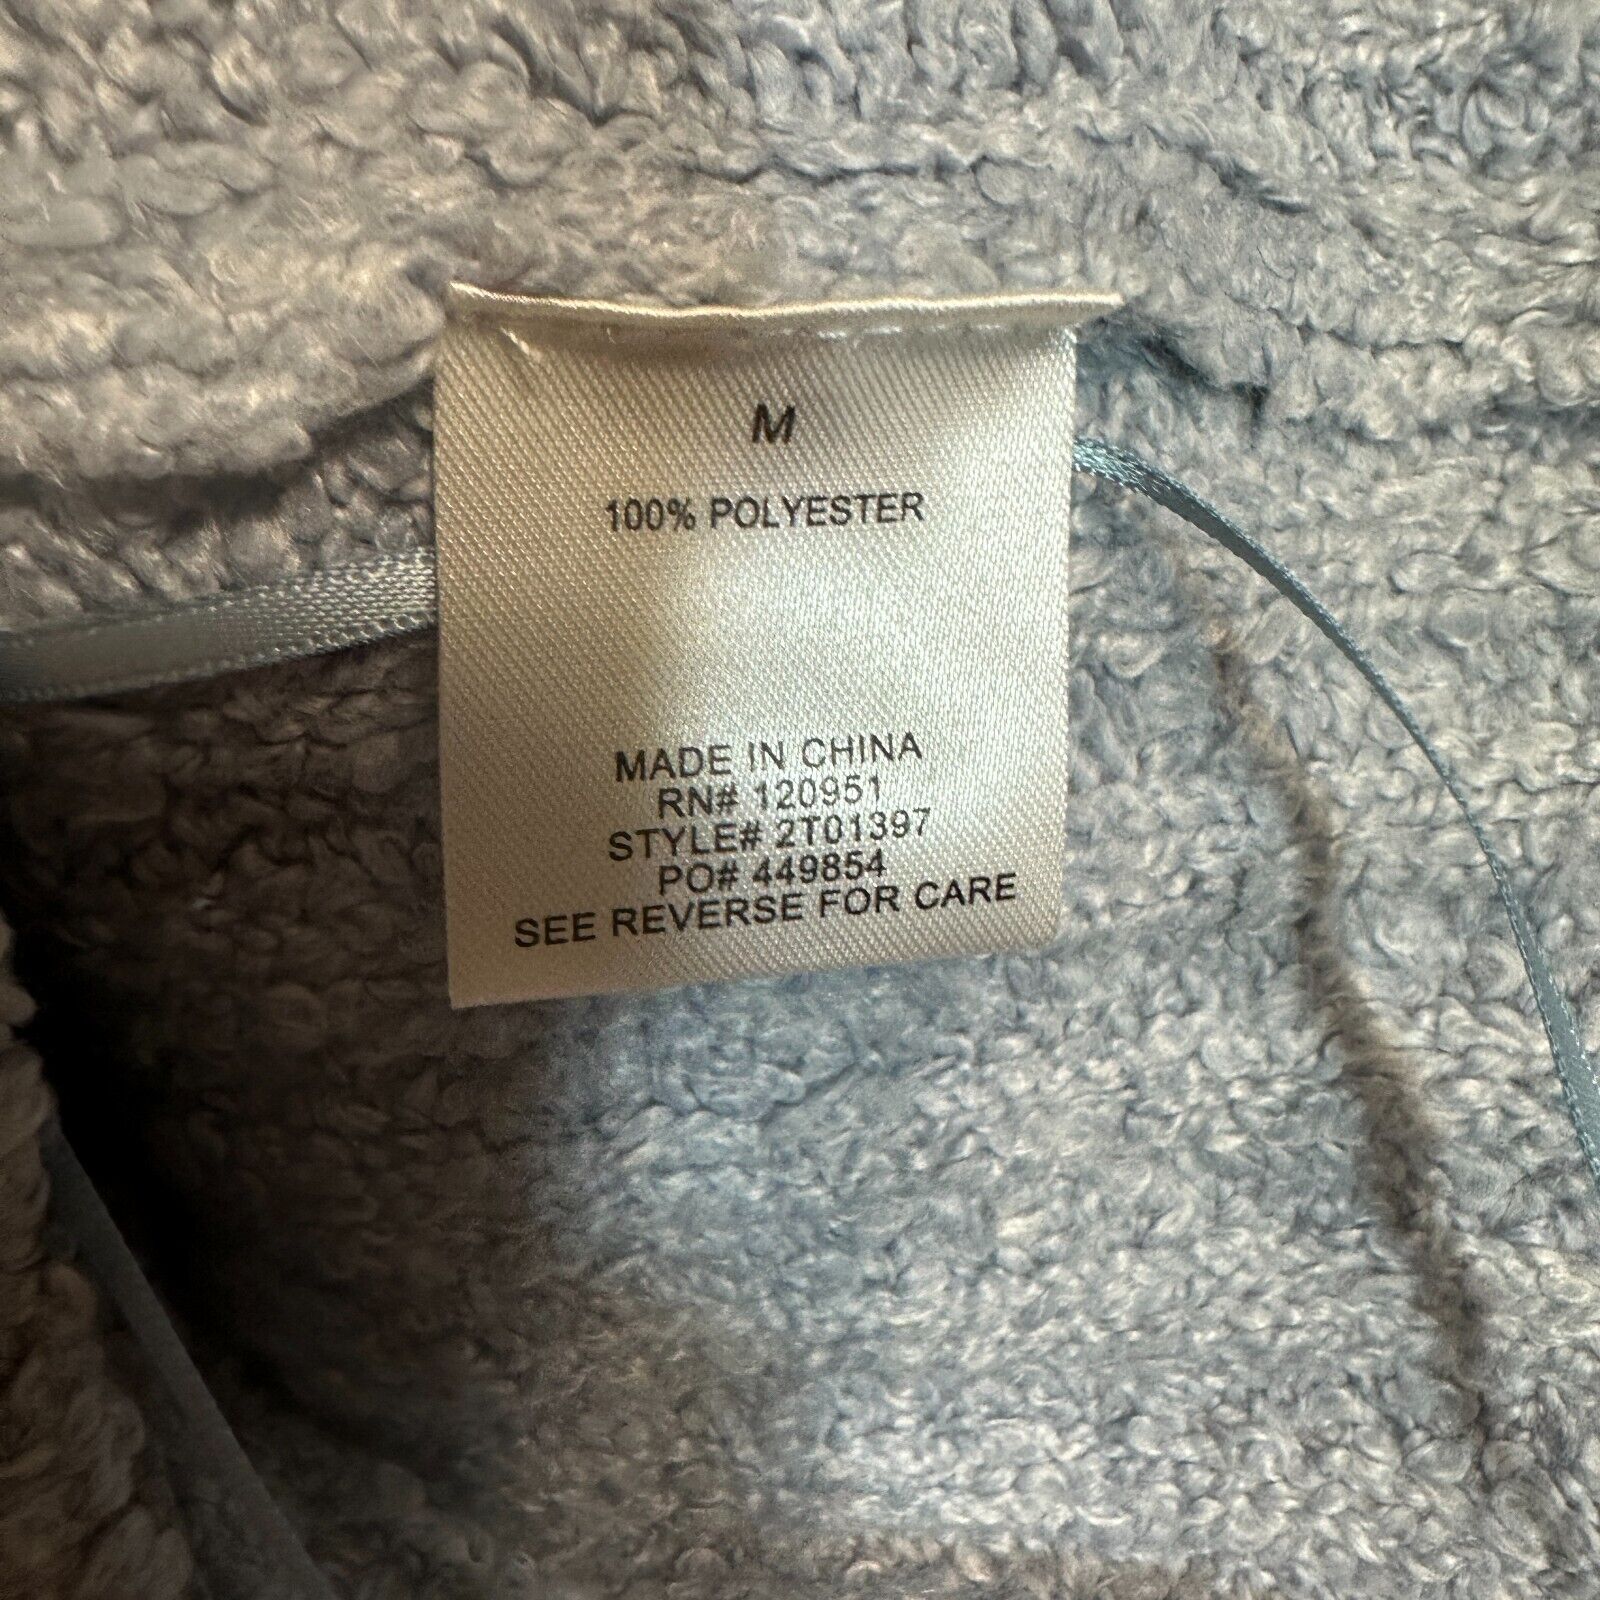 M
100% POLYESTER
MADE IN CHINA
RN# 120951
STYLE# 2T01397
PO# 449854
SEE REVERSE FOR CARE